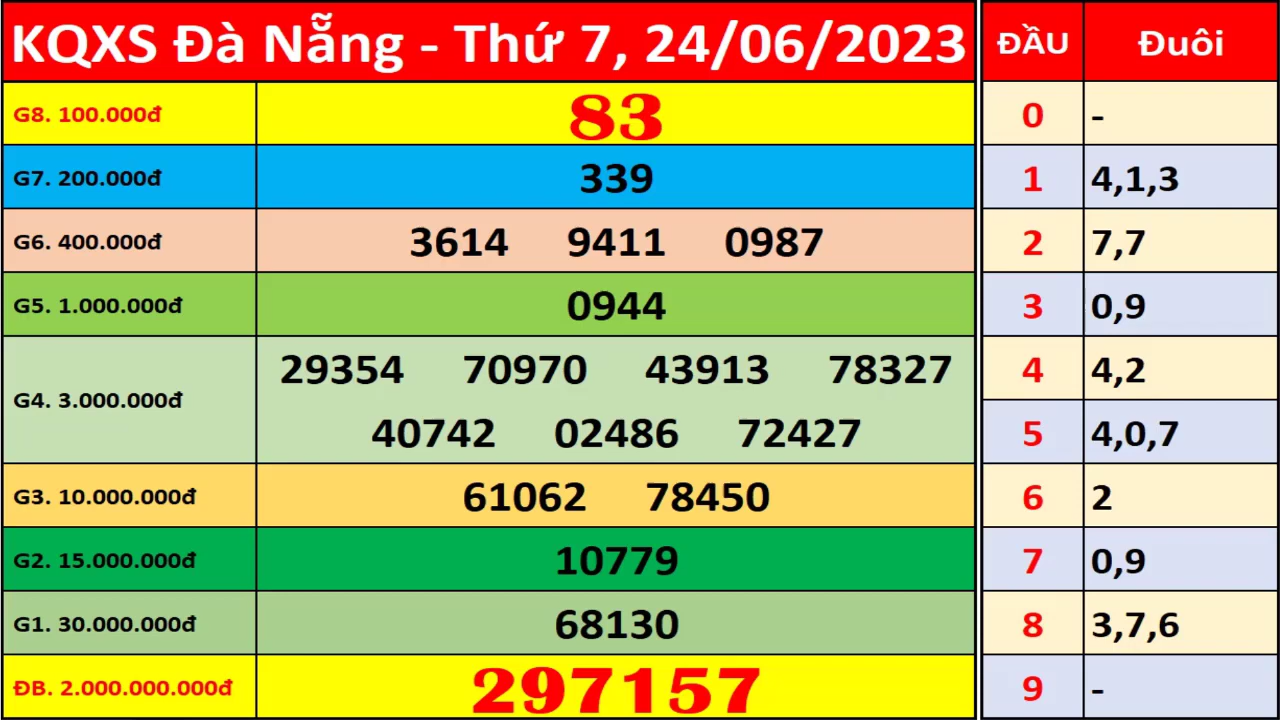 KQXS Đà Nẵng - Thứ 7, 24/06/2023 ĐẦU Đuôi
G8. 100.000đ 83 0 -
G7. 200.000đ 339 1 4,1,3
G6. 400.000đ 3614 9411 0987 2 7,7
G5. 1.000.000đ 0944 3 0,9
29354 70970 43913 78327 4 4,2
G4. 3.000.000đ
40742 02486 72427 5 4,0,7
G3. 10.000.000đ 61062 78450 6 2
G2. 15.000.000đ 10779 7 0,9
G1. 30.000.000đ 68130 8 3,7,6
ĐB. 2.000.000.000đ 297157 9 -